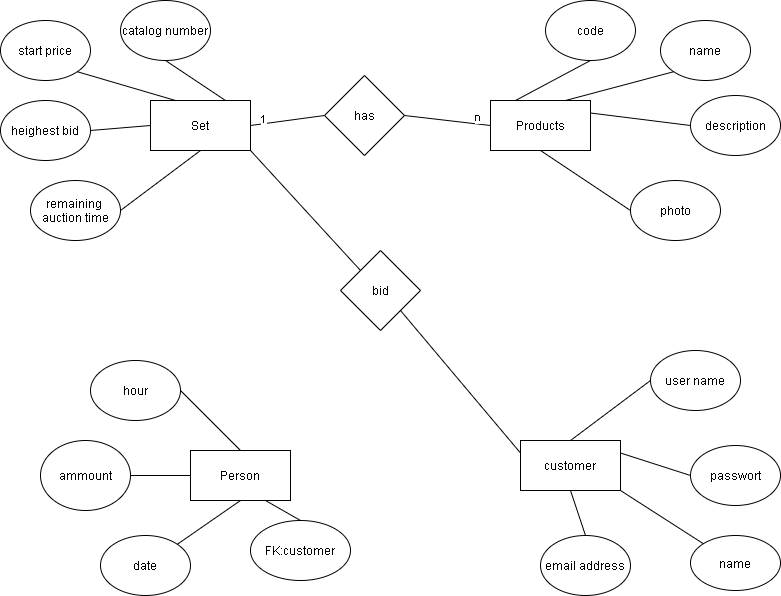 catalog number
code
start price
name
has
1
n
Set
Products
heighest bid
description
remaining
auction time
photo
bid
user name
hour
customer
ammount
Person
passwort
FK:customer
date
email address
name